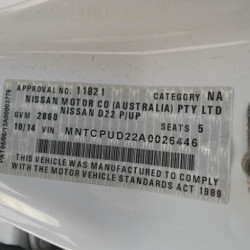 APPROVAL NO. 11821 CATEGORY NA
NISSAN MOTOR CO (AUSTRALIA) PTY LTD
NISSAN D22 P/UP
GVM 2860 SEATS 5
10/14 VIN MNTCPUD22A0026446
THIS VEHICLE WAS MANUFACTURED TO COMPLY
WITH THE MOTOR VEHICLE STANDARDS ACT 1989